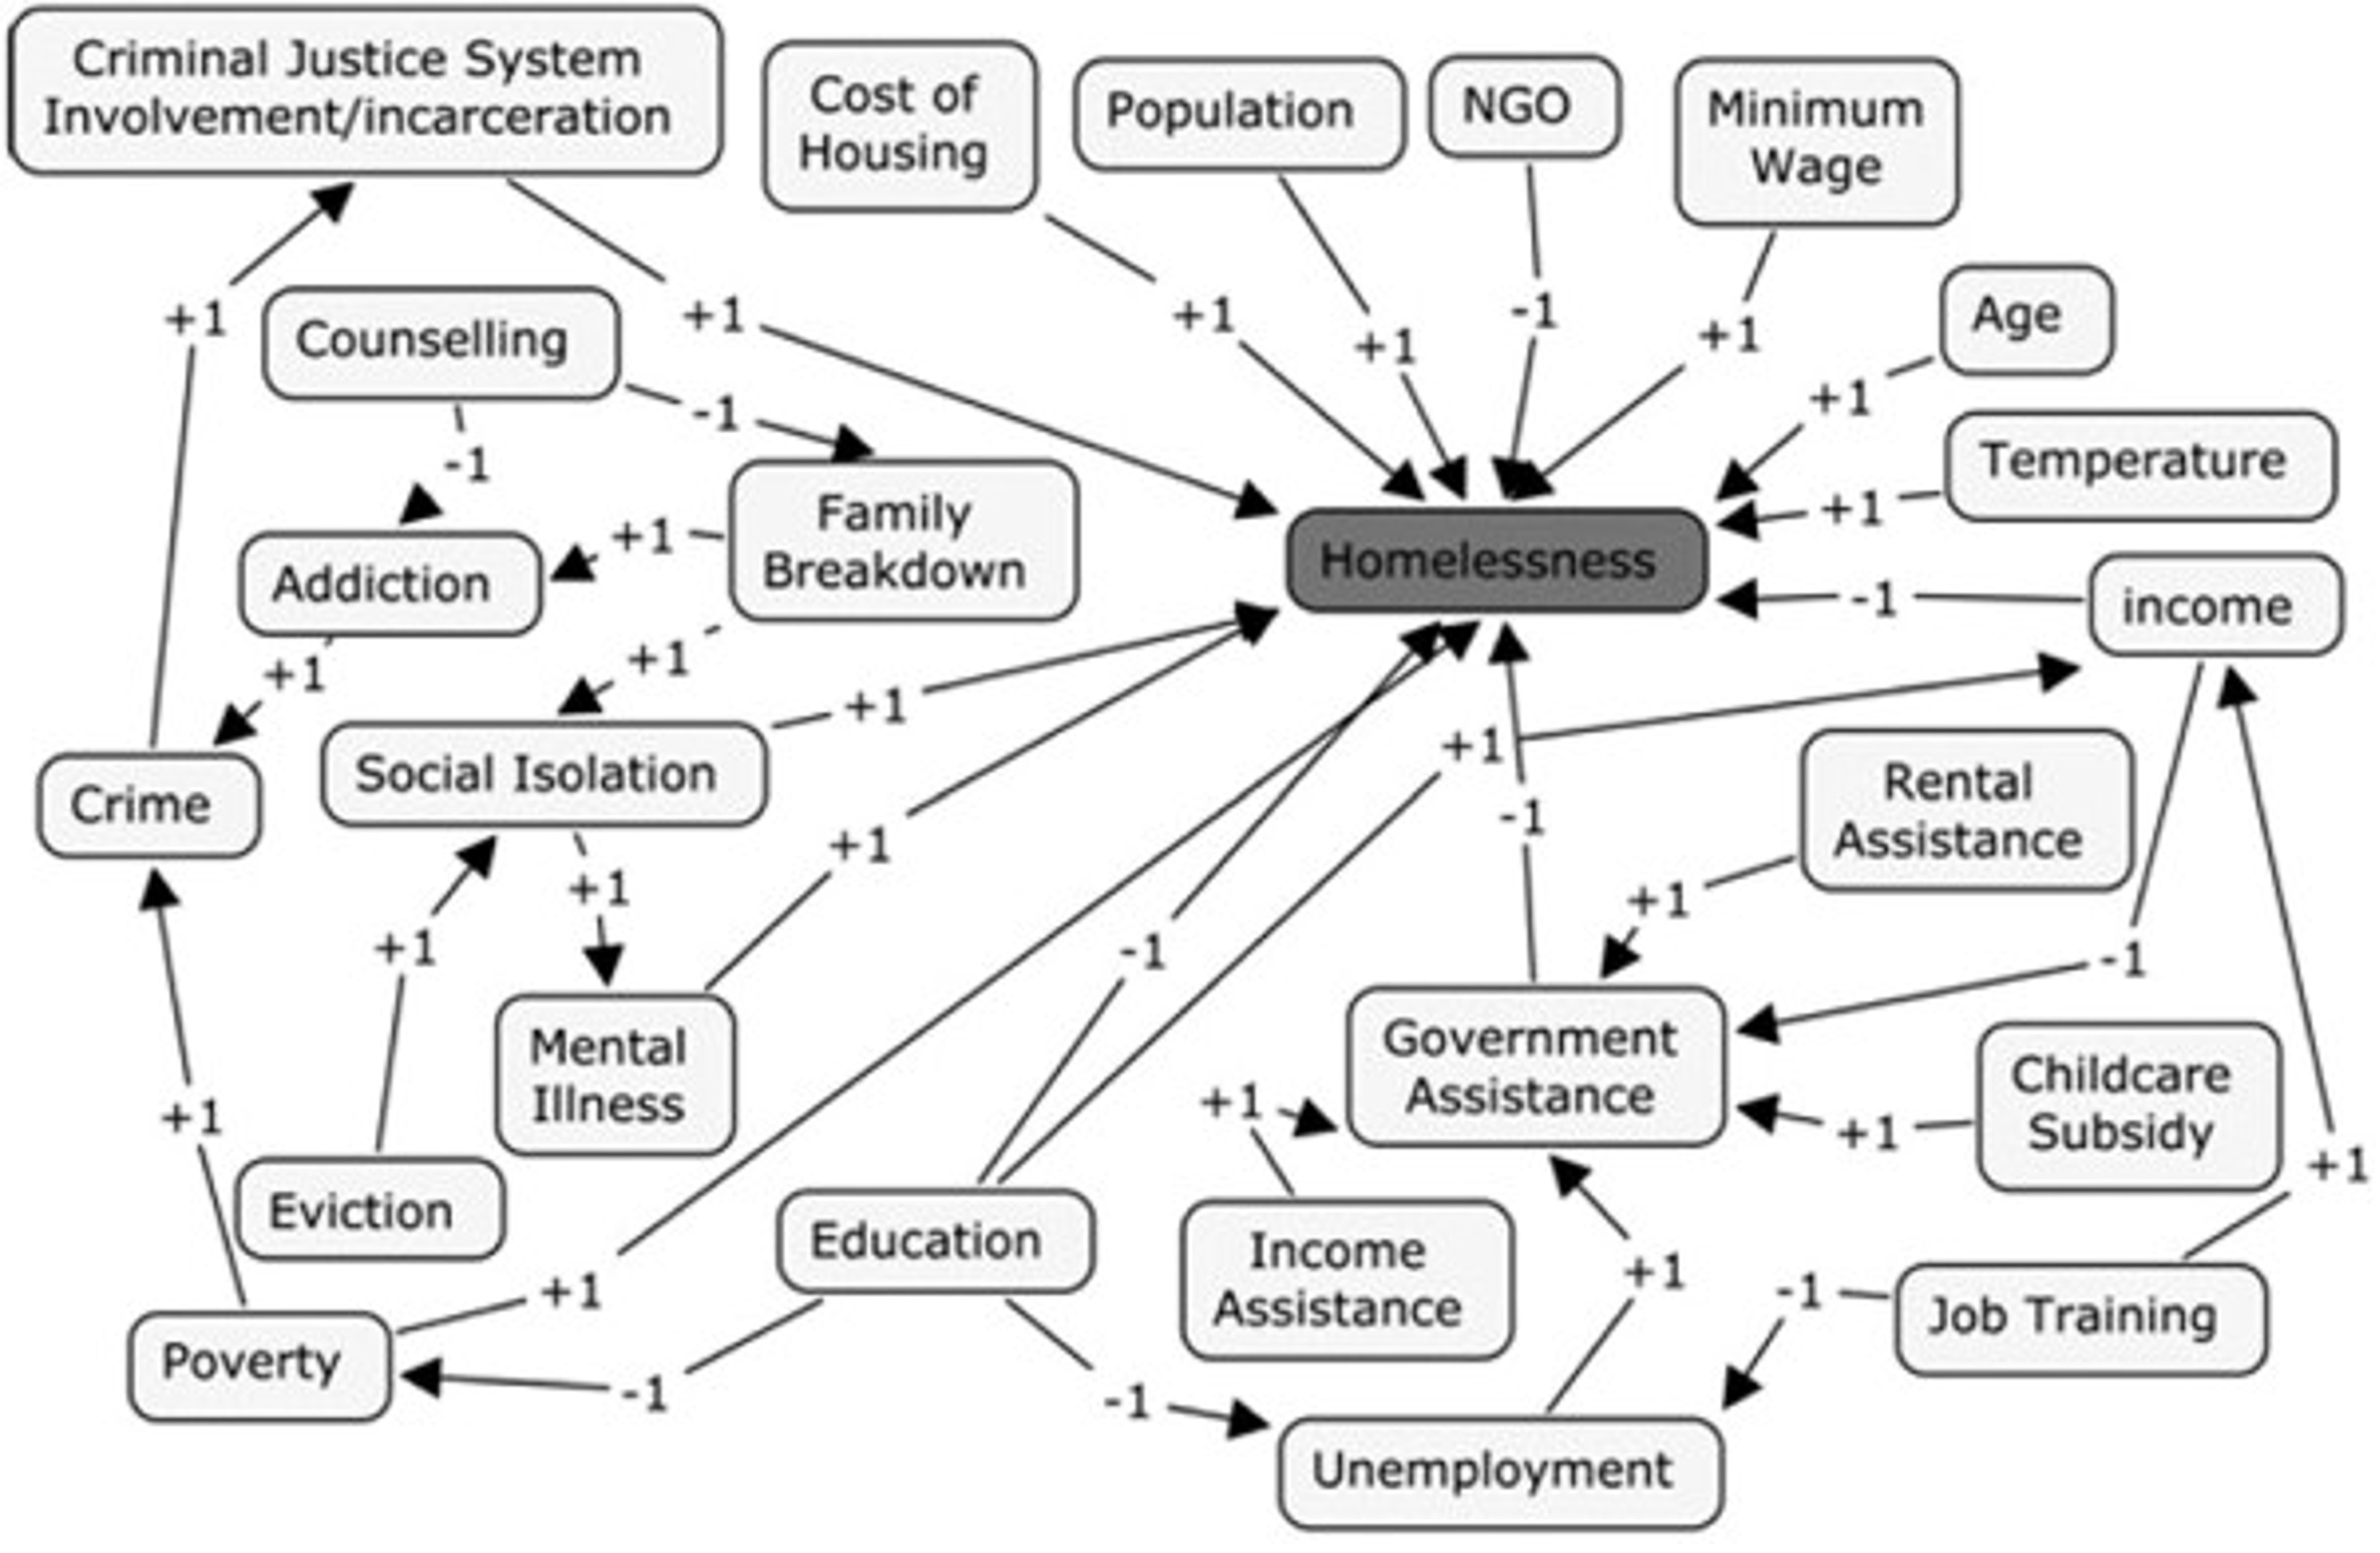 Criminal Justice System
Involvement/incarceration
Cost of
Housing
Population
NGO
Minimum
Wage
Age
+1
Counselling
+1
+1
+1
-1
+1
+1
-1
-1
Temperature
+1
Family
Breakdown
+1
Addiction
Homelessness
-1
income
+1
+1
+1
+1
Crime
Social Isolation
-1
Rental
Assistance
+1
+1
+1
+1
-1
-1
Mental
Illness
Government
Assistance
Childcare
Subsidy
+1
+1
+1
+1
Eviction
Education
Income
Assistance
+1
-1
Job Training
+1
Poverty
-1
-1
Unemployment